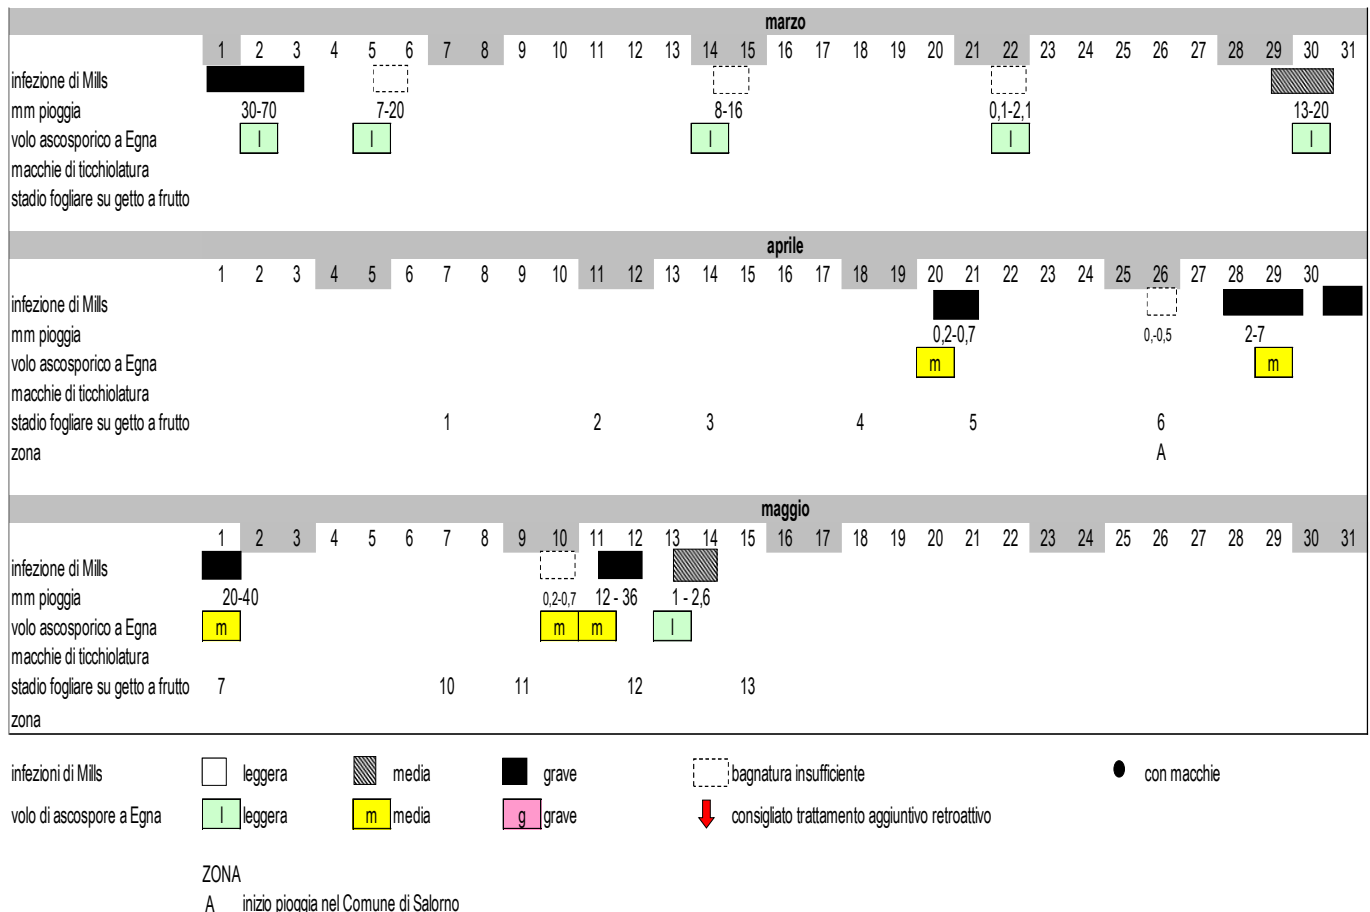 marzo
1 2 3 4 5 6 7 8 9 10 11 12 13 14 15 16 17 18 19 20 21 22 23 24 25 26 27 28 29 30 31
infezione di Mills
mm pioggia 30-70 7-20 8-16 0,1-2,1 13-20
volo ascosporico a Egna l l l l l
macchie di ticchiolatura
stadio fogliare su getto a frutto
aprile
1 2 3 4 5 6 7 8 9 10 11 12 13 14 15 16 17 18 19 20 21 22 23 24 25 26 27 28 29 30
infezione di Mills
mm pioggia 0,2-0,7 0,-0,5 2-7
volo ascosporico a Egna m m
macchie di ticchiolatura
stadio fogliare su getto a frutto 1 2 3 4 5 6
zona A
maggio
1 2 3 4 5 6 7 8 9 10 11 12 13 14 15 16 17 18 19 20 21 22 23 24 25 26 27 28 29 30 31
infezione di Mills
mm pioggia 20-40 0,2-0,7 12 - 36 1 - 2,6
volo ascosporico a Egna m m m l
macchie di ticchiolatura
stadio fogliare su getto a frutto 7 10 11 12 13
zona
infezioni di Mills leggera media grave bagnatura insufficiente con macchie
volo di ascospore a Egna l leggera m media g grave consigliato trattamento aggiuntivo retroattivo
ZONA
A inizio pioggia nel Comune di Salorno